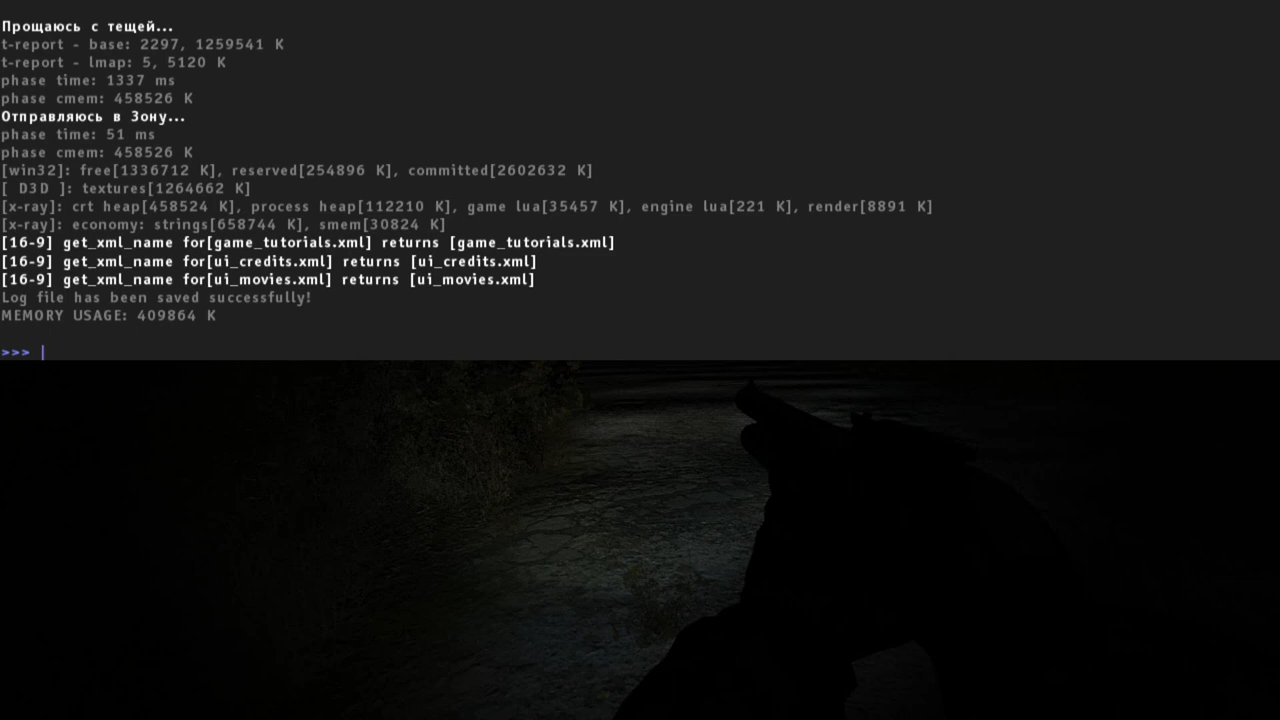 Прощаюсь с тещей...
t-report - base: 2297, 1259541 K
t-report - lmap: 5, 5120 K
phase time: 1337 ms
phase cmem: 458526 K
Отправляюсь в Зону...
phase time: 51 ms
phase cmem: 458526 K
[win32]: free[1336712 K], reserved[254896 K], committed[2602632 K]
[ D3D ]: textures[1264662 K]
[x-ray]: crt heap[458524 K], process heap[112210 K], game lua[35457 K], engine lua[221 K], render[8891 K]
[x-ray]: economy: strings[658744 K], smem[30824 K]
[16-9] get_xml_name for[game_tutorials.xml] returns [game_tutorials.xml]
[16-9] get_xml_name for[ui_credits.xml] returns [ui_credits.xml]
[16-9] get_xml_name for[ui_movies.xml] returns [ui_movies.xml]
Log file has been saved successfully!
MEMORY USAGE: 409864 K
>>> |